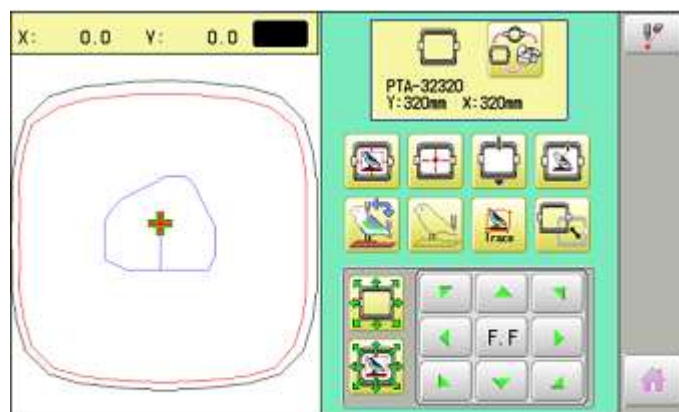 X: 0.0 Y: 0.0
PTA-32320
Y:320mm X:320mm
Trace
F.F